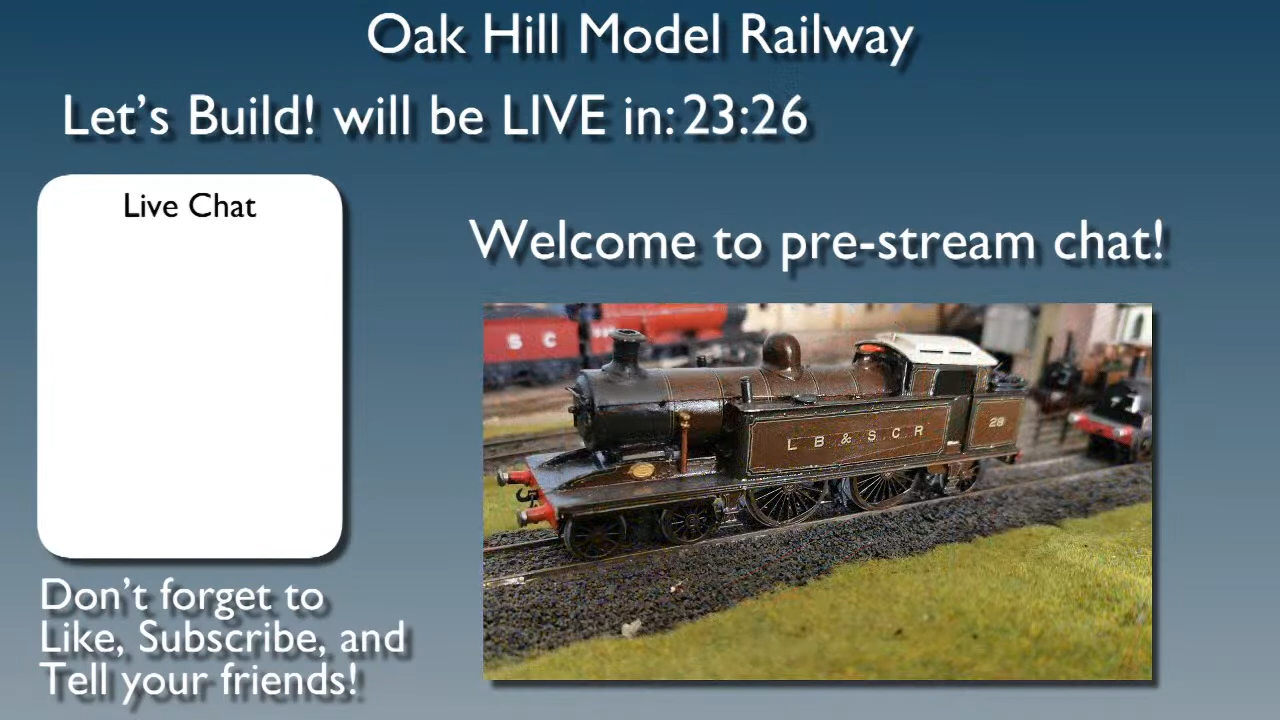 Oak Hill Model Railway
Let's Build! will be LIVE in: 23:26
Live Chat
Welcome to pre-stream chat!
S C
L B & S C R
28
Don't forget to
Like, Subscribe, and
Tell your friends!